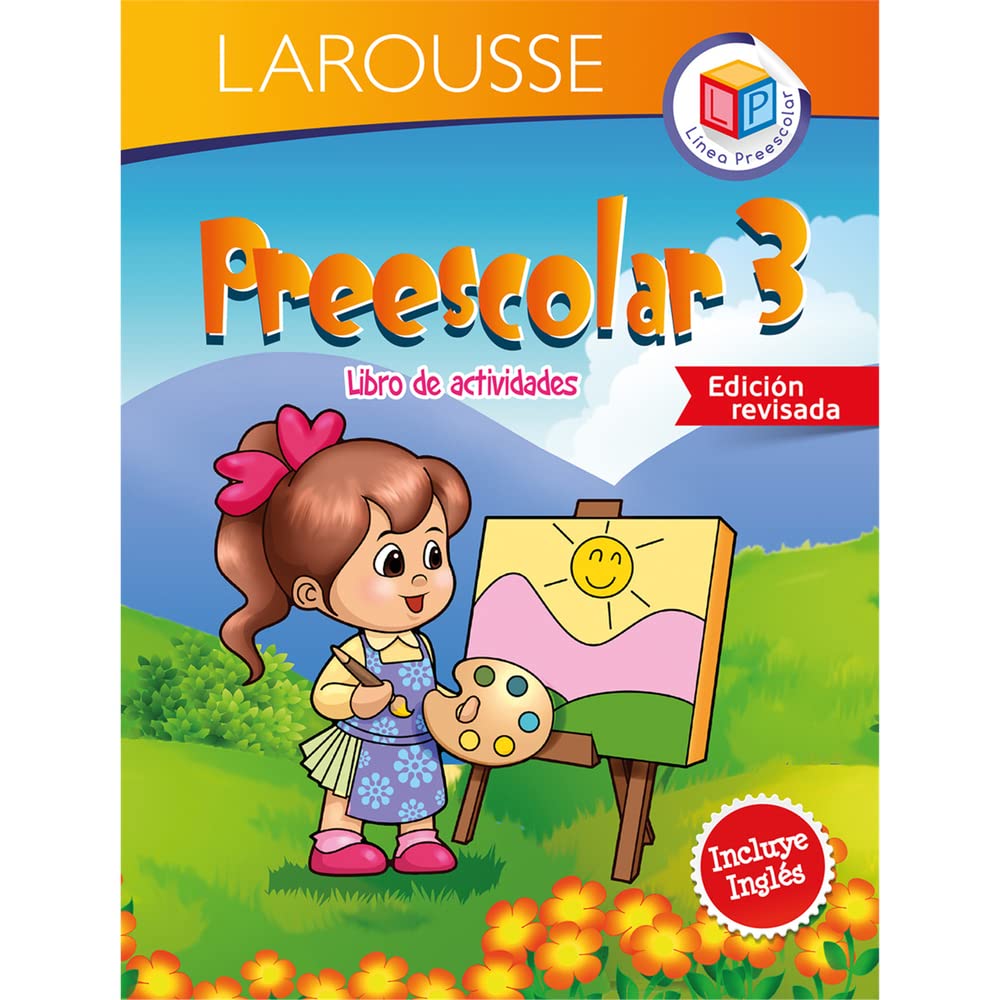 LAROUSSE
LP
Línea Preescolar
Preescolar 3
Libro de actividades
Edición
revisada
Incluye
Inglés